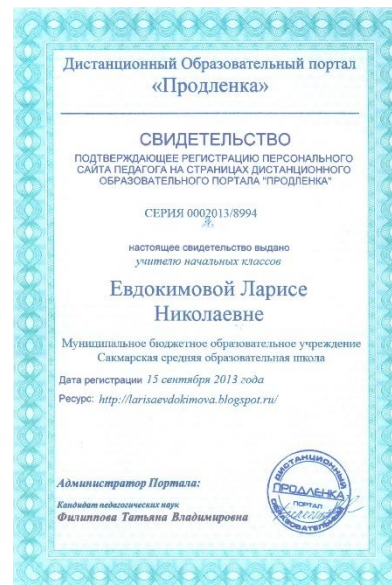 Дистанционный Образовательный портал
«Продленка»
СВИДЕТЕЛЬСТВО
ПОДТВЕРЖДАЮЩЕЕ РЕГИСТРАЦИЮ ПЕРСОНАЛЬНОГО
САЙТА ПЕДАГОГА НА СТРАНИЦАХ ДИСТАНЦИОННОГО
ОБРАЗОВАТЕЛЬНОГО ПОРТАЛА "ПРОДЛЕНКА"
СЕРИЯ 0002013/8994
настоящее свидетельство выдано
учителю начальных классов
Евдокимовой Ларисе
Николаевне
Муниципальное бюджетное образовательное учреждение
Сакмарская средняя образовательная школа
Дата регистрации 15 сентября 2013 года
Ресурс: http://larisaevdokimova.blogspot.ru/
Администратор Портала:
Кандидат педагогических наук
Филиппова Татьяна Владимировна
ДИСТАНЦИОННЫЙ
ПРОДЛЕНКА
ПОРТАЛ
ОБРАЗОВАТЕЛЬНЫЙ